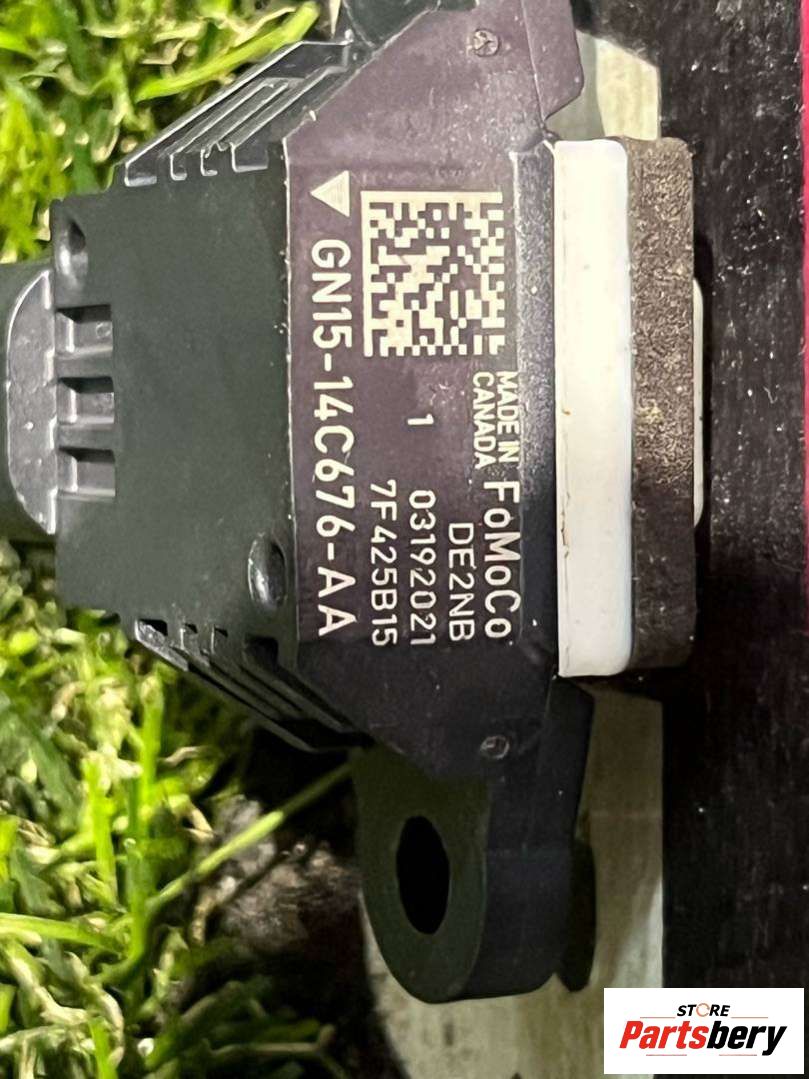 FoMoCo
MADE IN
CANADA
DE2NB
1 03192021
7F425B15
GN15-14C676-AA
STORE
Partsbery